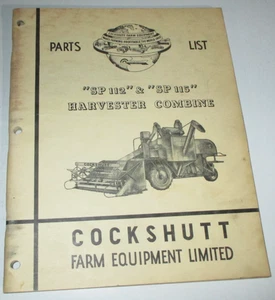 PARTS LIST
"SP 112" & "SP 115"
HARVESTER COMBINE
COCKSHUTT
FARM EQUIPMENT LIMITED